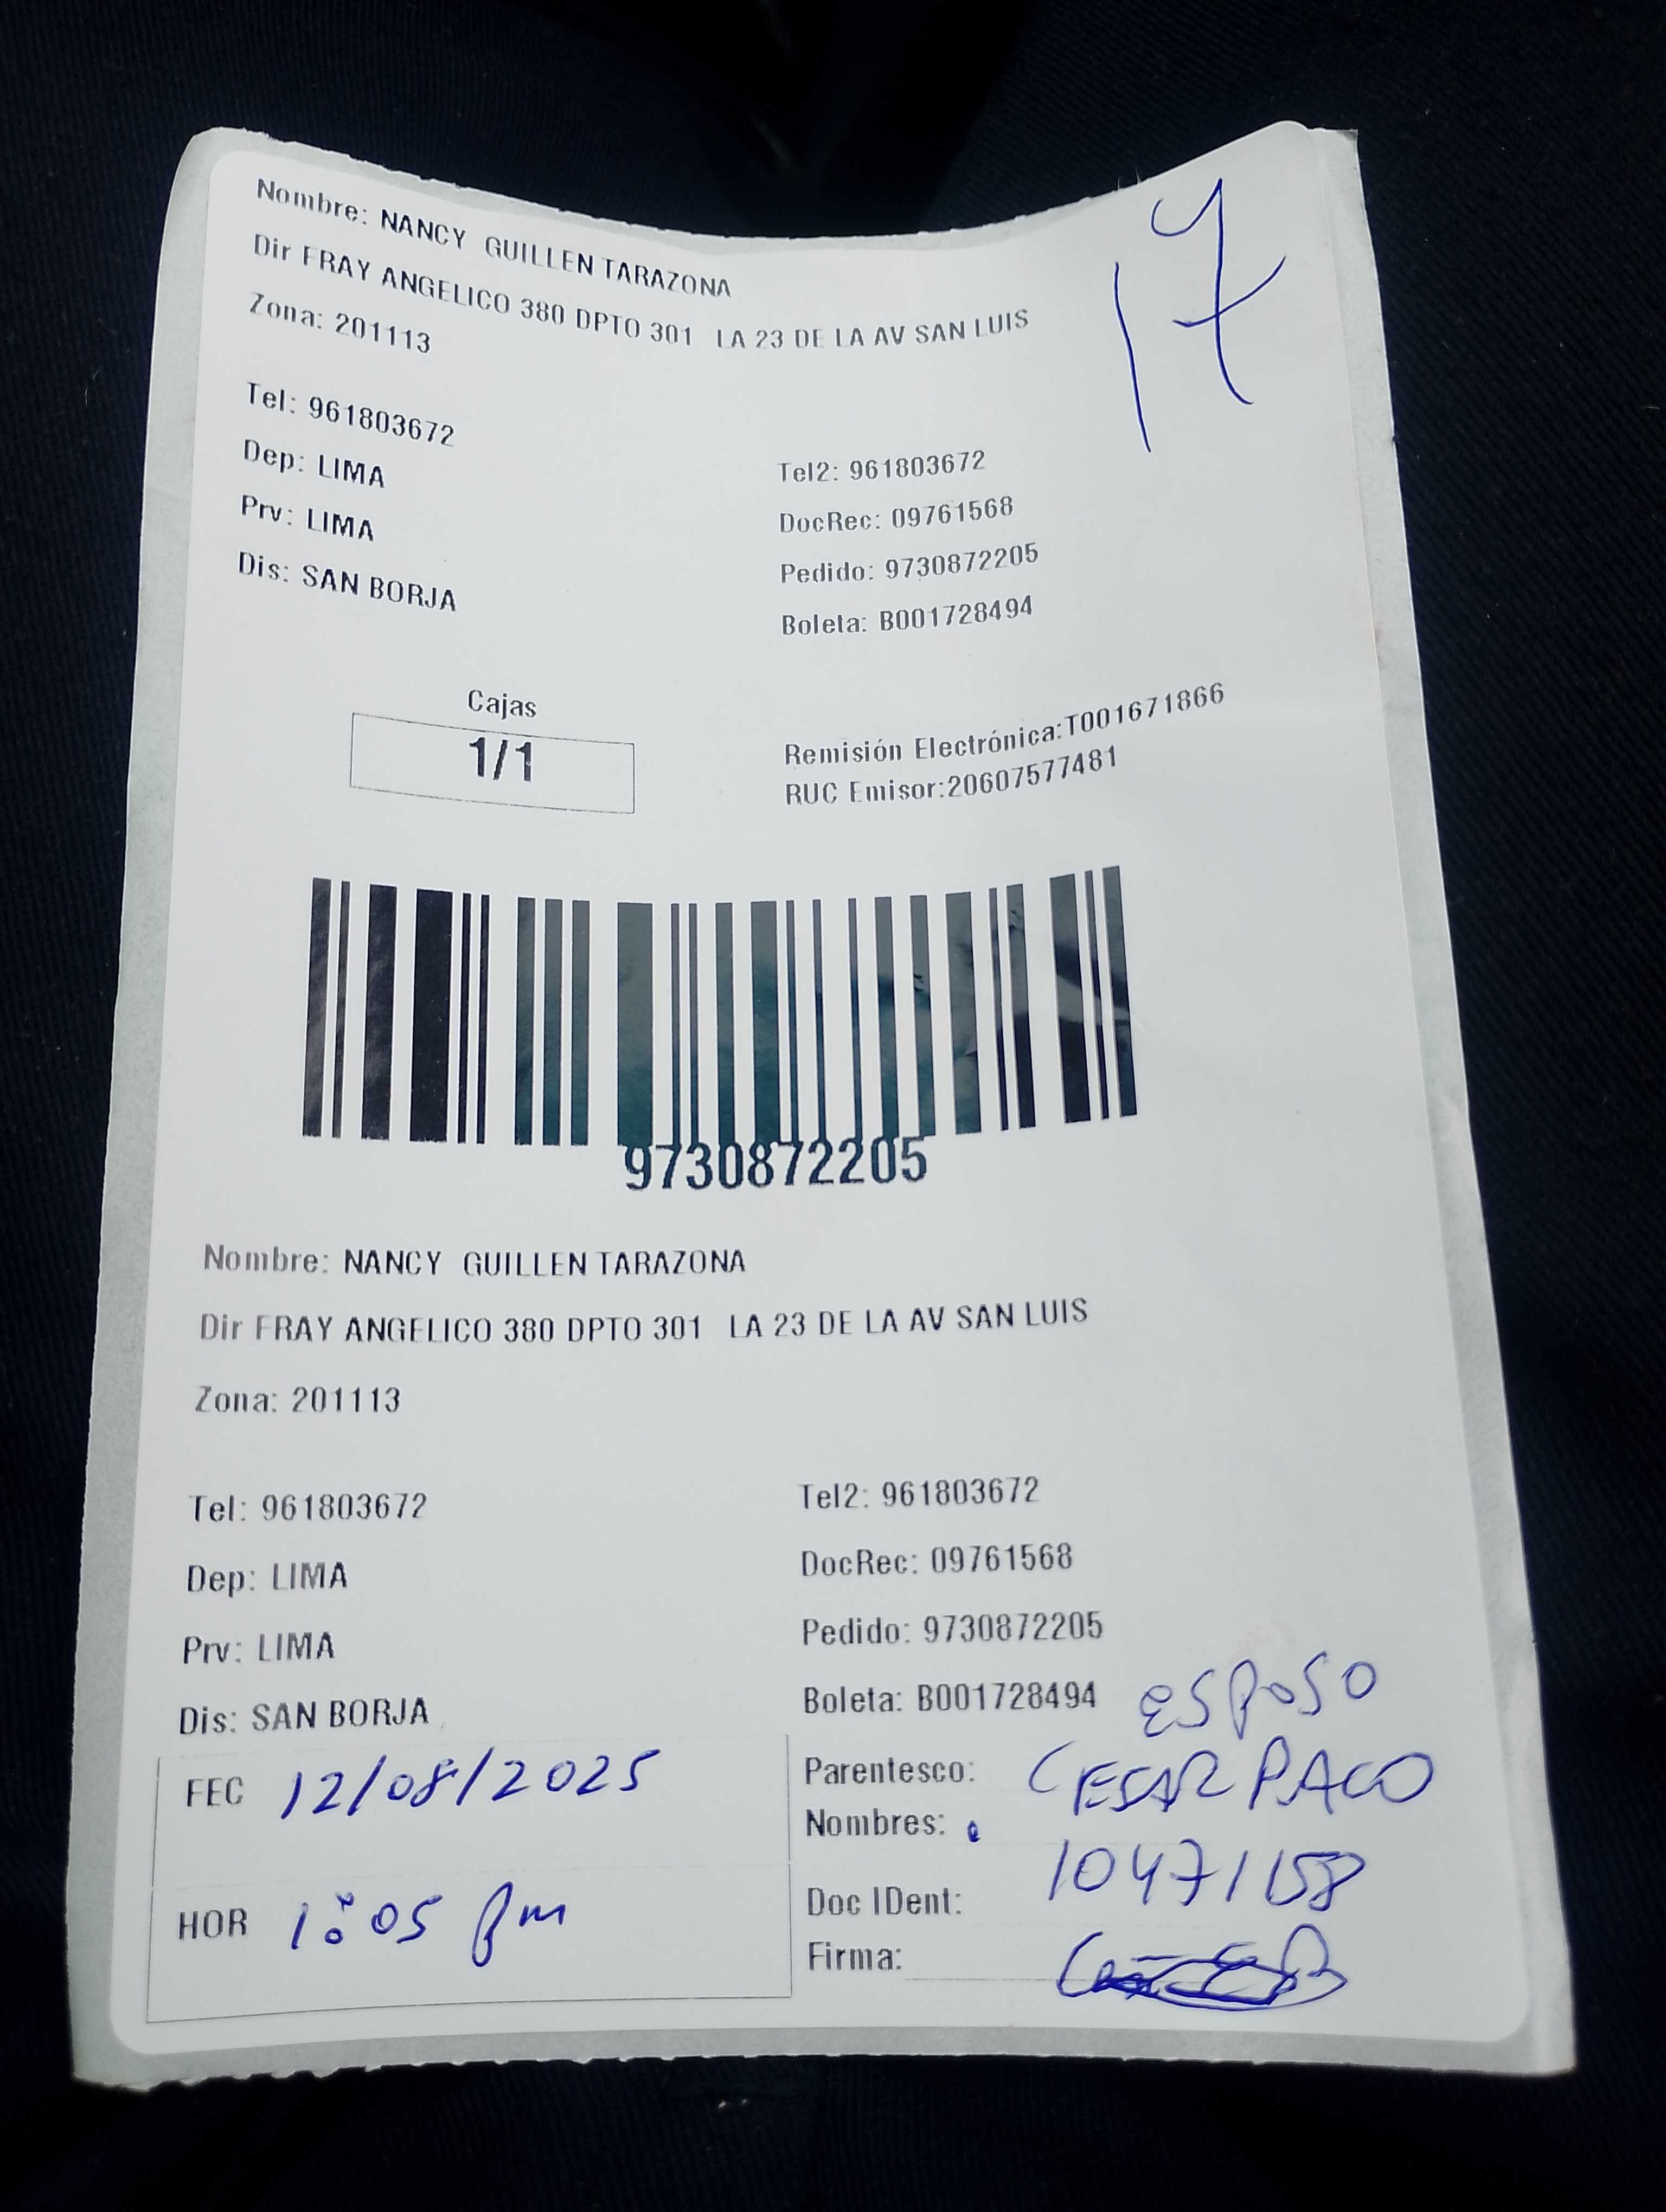 17
Nombre: NANCY GUILLEN TARAZONA
Dir FRAY ANGELICO 380 DPTO 301 LA 23 DE LA AV SAN LUIS
Zona: 201113
Tel: 961803672
Tel2: 961803672
Dep: LIMA
DocRec: 09761568
Prv: LIMA
Pedido: 9730872205
Dis: SAN BORJA
Boleta: B001728494
Cajas
1/1
Remisión Electrónica:T001671866
RUC Emisor:20607577481
9730872205
Nombre: NANCY GUILLEN TARAZONA
Dir FRAY ANGELICO 380 DPTO 301 LA 23 DE LA AV SAN LUIS
Zona: 201113
Tel: 961803672
Tel2: 961803672
Dep: LIMA
DocRec: 09761568
Prv: LIMA
Pedido: 9730872205
Dis: SAN BORJA
Boleta: B001728494
FEC 12/08/2025
Parentesco: esposo
Nombres: CESAR PACO
HOR 1:05 pm
Doc IDent: 10471158
Firma: